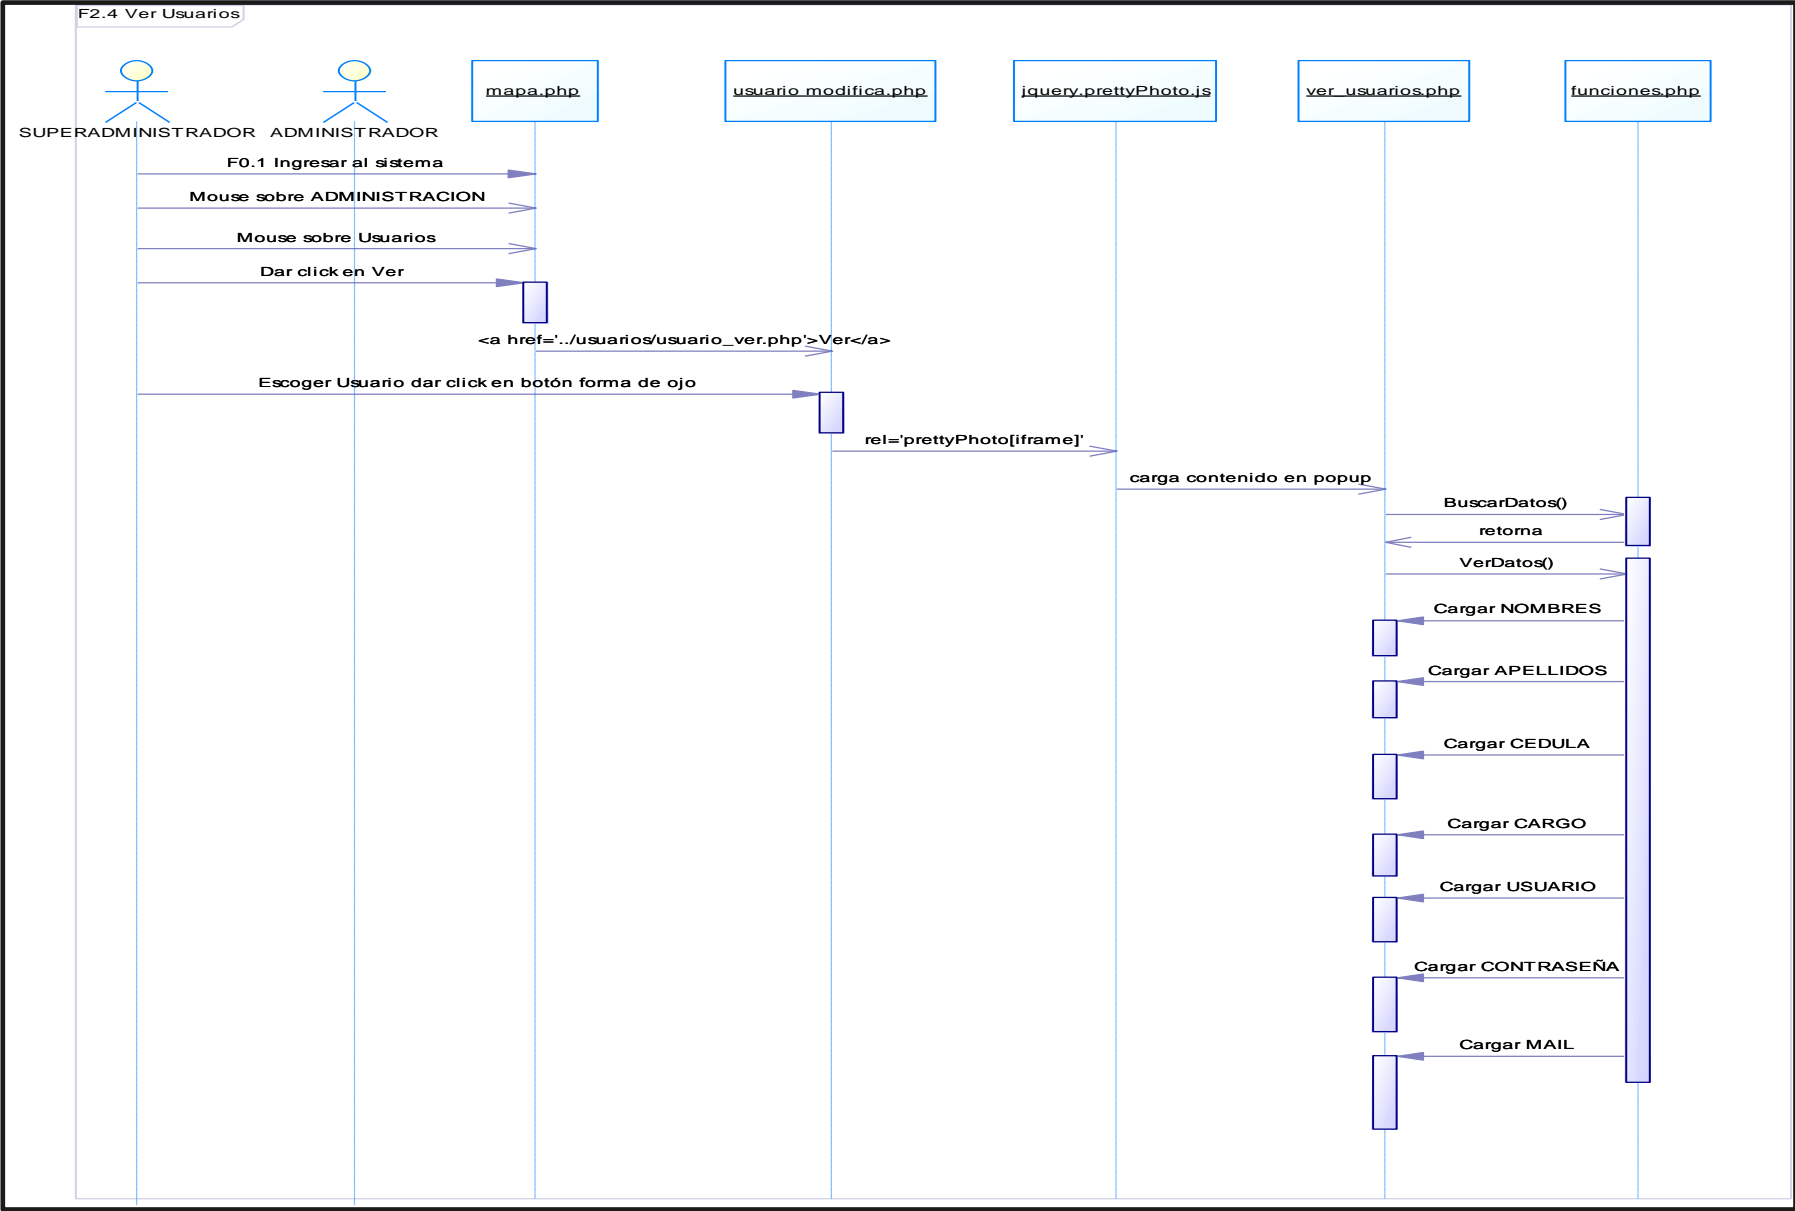 F2.4 Ver Usuarios
SUPERADMINISTRADOR
ADMINISTRADOR
mapa.php
usuario modifica.php
jquery.prettyPhoto.js
ver_usuarios.php
funciones.php
F0.1 Ingresar al sistema
Mouse sobre ADMINISTRACION
Mouse sobre Usuarios
Dar click en Ver
<a href='../usuarios/usuario_ver.php'>Ver</a>
Escoger Usuario dar click en botón forma de ojo
rel='prettyPhoto[iframe]'
carga contenido en popup
BuscarDatos()
retorna
VerDatos()
Cargar NOMBRES
Cargar APELLIDOS
Cargar CEDULA
Cargar CARGO
Cargar USUARIO
Cargar CONTRASEÑA
Cargar MAIL